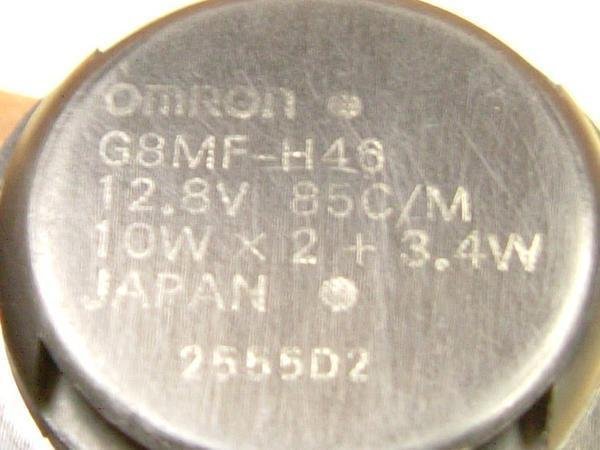 OMRON
G8MF-H46
12.8V 85C/M
10W × 2 + 3.4W
JAPAN
2555D2